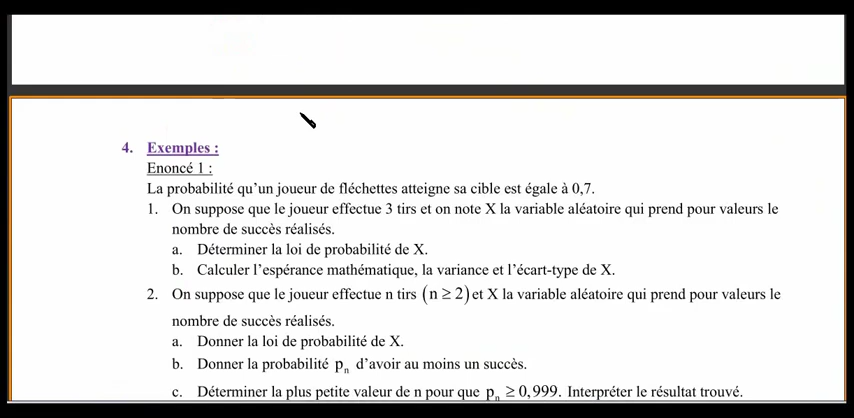 4. Exemples :
Enoncé 1 :
La probabilité qu'un joueur de fléchettes atteigne sa cible est égale à 0,7.
1. On suppose que le joueur effectue 3 tirs et on note X la variable aléatoire qui prend pour valeurs le
nombre de succès réalisés.
a. Déterminer la loi de probabilité de X.
b. Calculer l'espérance mathématique, la variance et l'écart-type de X.
2. On suppose que le joueur effectue n tirs (n ≥ 2) et X la variable aléatoire qui prend pour valeurs le
nombre de succès réalisés.
a. Donner la loi de probabilité de X.
b. Donner la probabilité pₙ d'avoir au moins un succès.
c. Déterminer la plus petite valeur de n pour que pₙ ≥ 0,999. Interpréter le résultat trouvé.